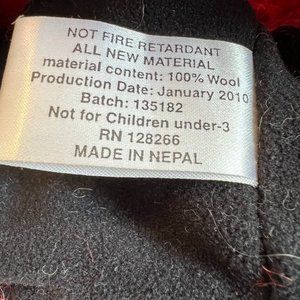 NOT FIRE RETARDANT
ALL NEW MATERIAL
material content: 100% Wool
Production Date: January 2010
Batch: 135182
Not for Children under-3
RN 128266
MADE IN NEPAL